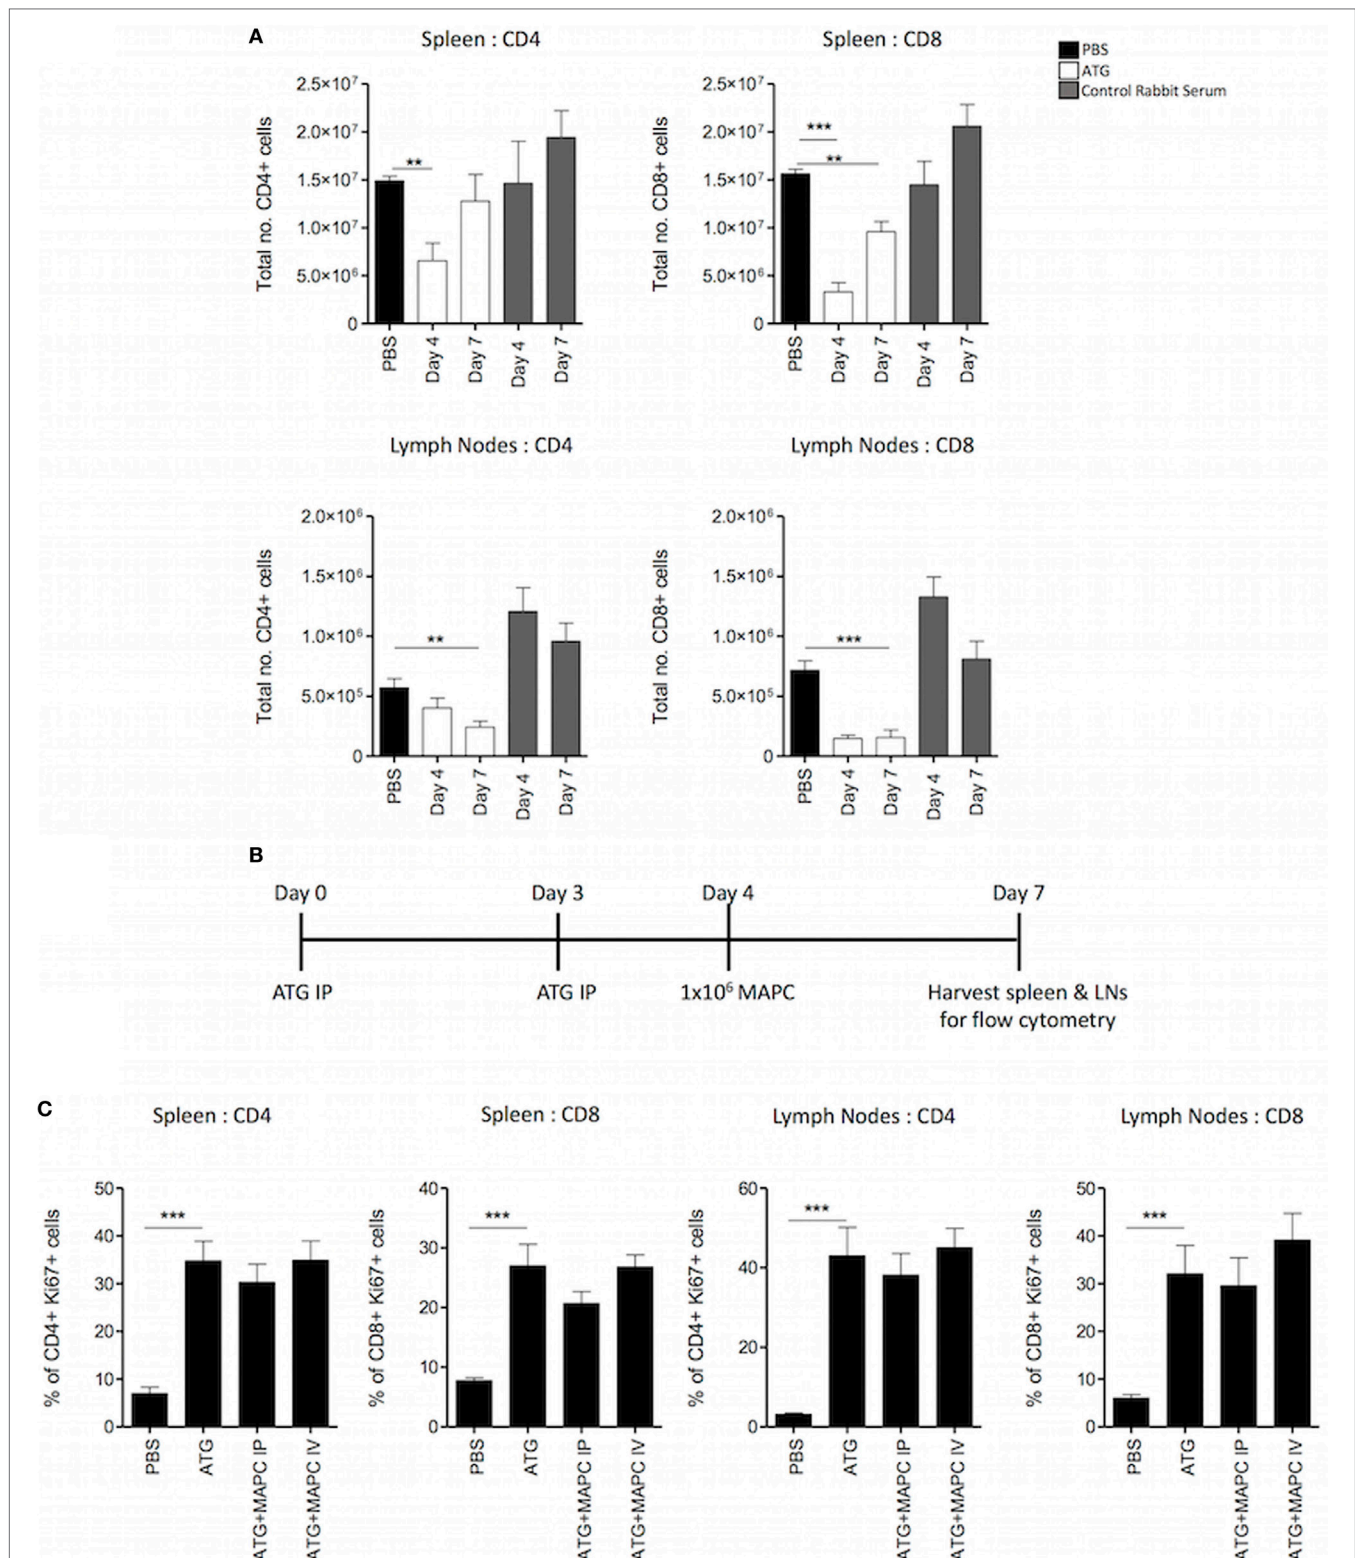 A
Spleen : CD4
Total no. CD4+ cells
2.5×10⁷
2.0×10⁷
1.5×10⁷
1.0×10⁷
5.0×10⁶
0
**
PBS
Day 4
Day 7
Day 4
Day 7
Spleen : CD8
Total no. CD8+ cells
2.5×10⁷
2.0×10⁷
1.5×10⁷
1.0×10⁷
5.0×10⁶
0
***
**
PBS
Day 4
Day 7
Day 4
Day 7
PBS
ATG
Control Rabbit Serum
Lymph Nodes : CD4
Total no. CD4+ cells
2.0×10⁶
1.5×10⁶
1.0×10⁶
5.0×10⁵
0
**
PBS
Day 4
Day 7
Day 4
Day 7
Lymph Nodes : CD8
Total no. CD8+ cells
2.0×10⁶
1.5×10⁶
1.0×10⁶
5.0×10⁵
0
***
PBS
Day 4
Day 7
Day 4
Day 7
B
Day 0
Day 3
Day 4
Day 7
ATG IP
ATG IP
1x10⁶ MAPC
Harvest spleen & LNs
for flow cytometry
C
Spleen : CD4
% of CD4+ Ki67+ cells
50
40
30
20
10
0
***
PBS
ATG
ATG+MAPC IP
ATG+MAPC IV
Spleen : CD8
% of CD8+ Ki67+ cells
40
30
20
10
0
***
PBS
ATG
ATG+MAPC IP
ATG+MAPC IV
Lymph Nodes : CD4
% of CD4+ Ki67+ cells
60
40
20
0
***
PBS
ATG
ATG+MAPC IP
ATG+MAPC IV
Lymph Nodes : CD8
% of CD8+ Ki67+ cells
50
40
30
20
10
0
***
PBS
ATG
ATG+MAPC IP
ATG+MAPC IV